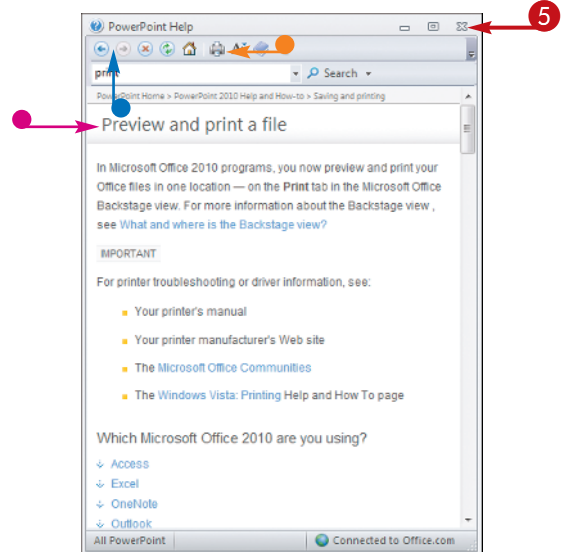 PowerPoint Help
5
print
Search
PowerPoint Home > PowerPoint 2010 Help and How-to > Saving and printing
Preview and print a file
In Microsoft Office 2010 programs, you now preview and print your
Office files in one location — on the Print tab in the Microsoft Office
Backstage view. For more information about the Backstage view ,
see What and where is the Backstage view?
IMPORTANT
For printer troubleshooting or driver information, see:
Your printer's manual
Your printer manufacturer's Web site
The Microsoft Office Communities
The Windows Vista: Printing Help and How To page
Which Microsoft Office 2010 are you using?
Access
Excel
OneNote
Outlook
All PowerPoint
Connected to Office.com